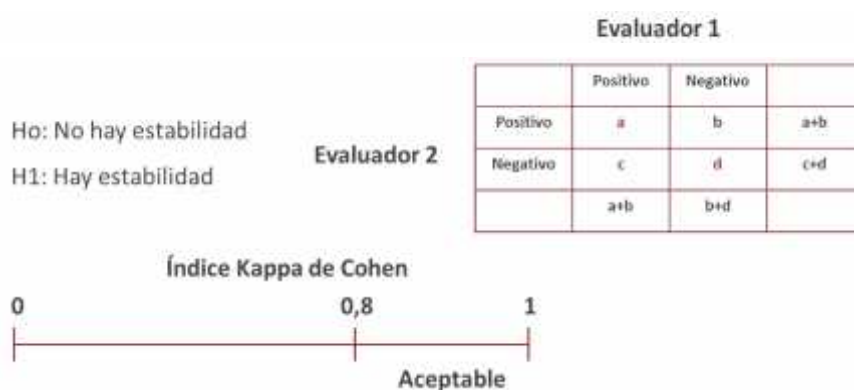 Evaluador 1
Positivo Negativo
Positivo a b a+b
Negativo c d c+d
a+b b+d
Evaluador 2
Ho: No hay estabilidad
H1: Hay estabilidad
Índice Kappa de Cohen
0 0,8 1
Aceptable